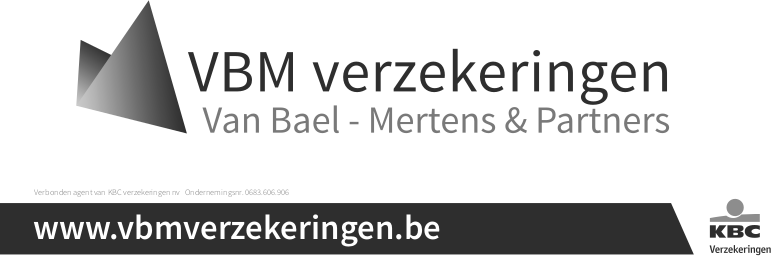 VBM verzekeringen
Van Bael - Mertens & Partners
Verbonden agent van KBC verzekeringen nv Ondernemingsnr. 0683.606.906
www.vbmverzekeringen.be
KBC
Verzekeringen